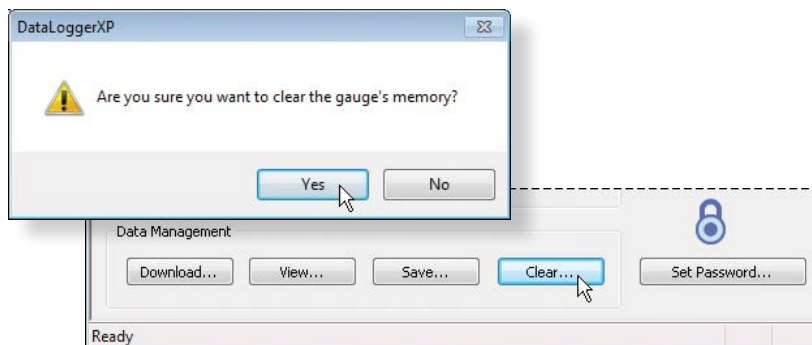 DataLoggerXP
Are you sure you want to clear the gauge's memory?
Yes No
Data Management
Download... View... Save... Clear... Set Password...
Ready